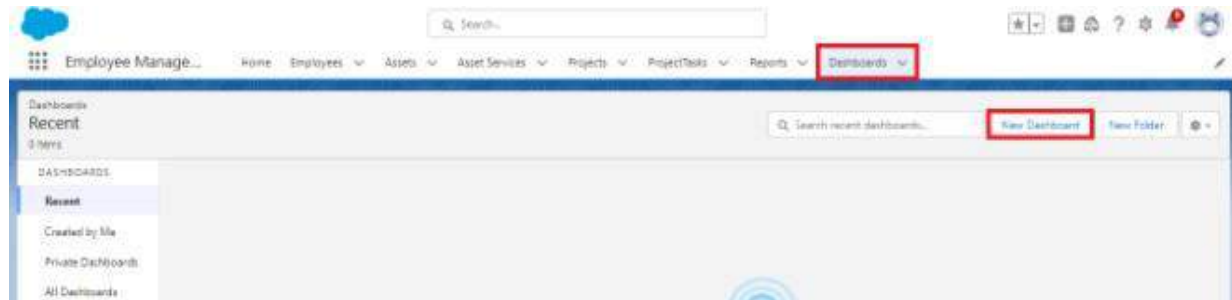 Search...
Employee Manage... Home Employees Assets Asset Services Projects ProjectTasks Reports Dashboards
Dashboards
Recent
0 items
Search recent dashboards...
New Dashboard New Folder
DASHBOARDS
Recent
Created by Me
Private Dashboards
All Dashboards